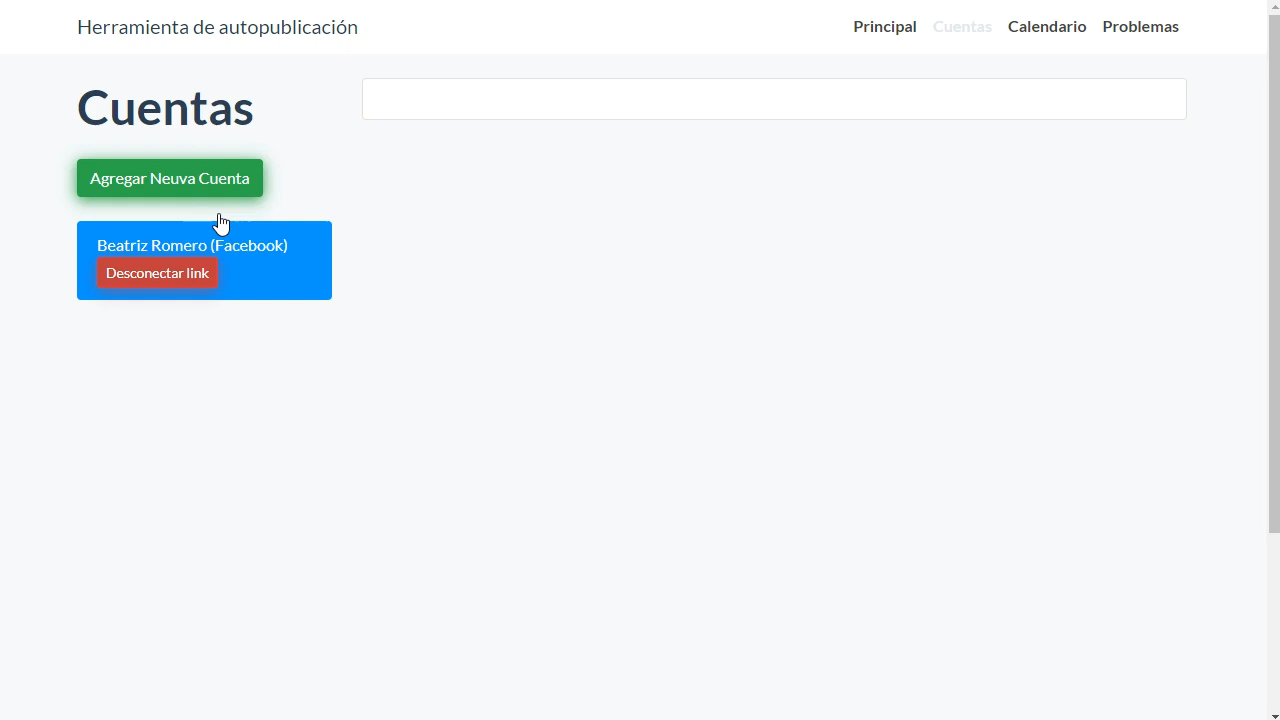 Herramienta de autopublicación
Principal Cuentas Calendario Problemas
Cuentas
Agregar Neuva Cuenta
Beatriz Romero (Facebook)
Desconectar link